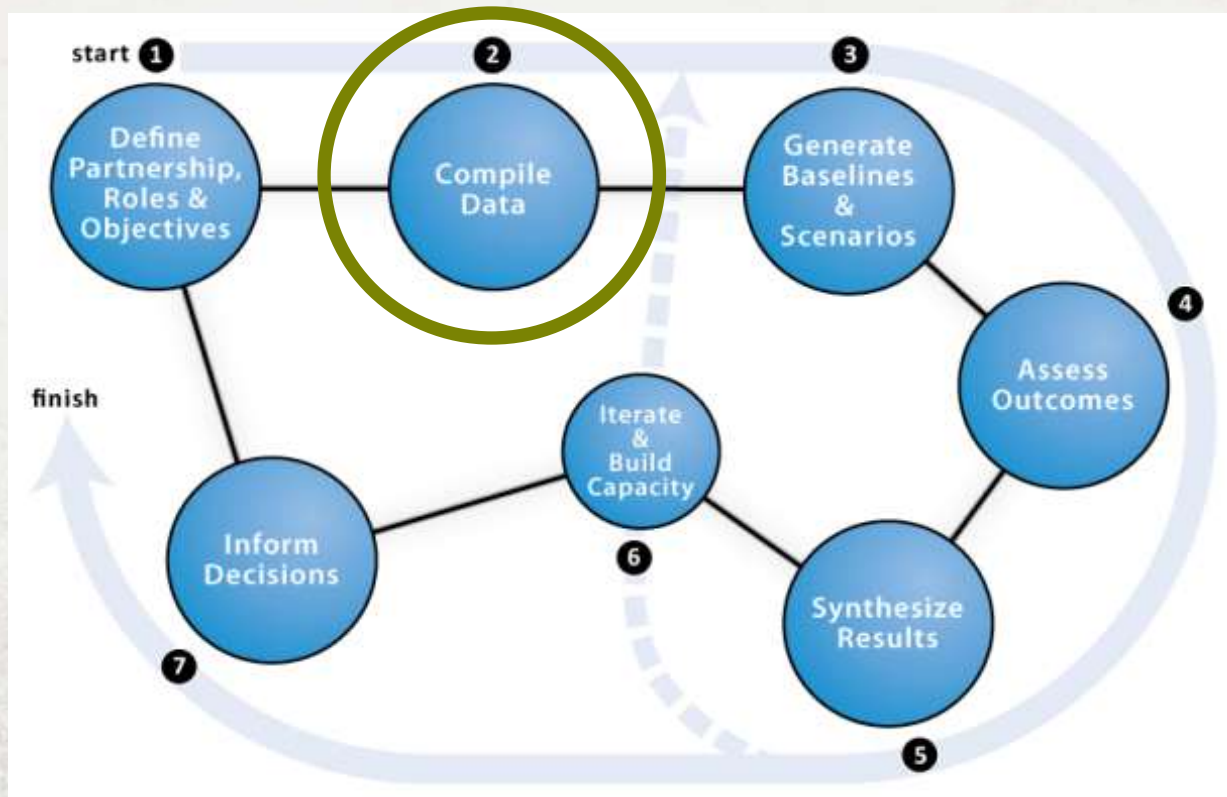 start 1
Define
Partnership,
Roles &
Objectives
2
Compile
Data
3
Generate
Baselines
&
Scenarios
4
Assess
Outcomes
5
Synthesize
Results
6
Iterate
&
Build
Capacity
7
Inform
Decisions
finish